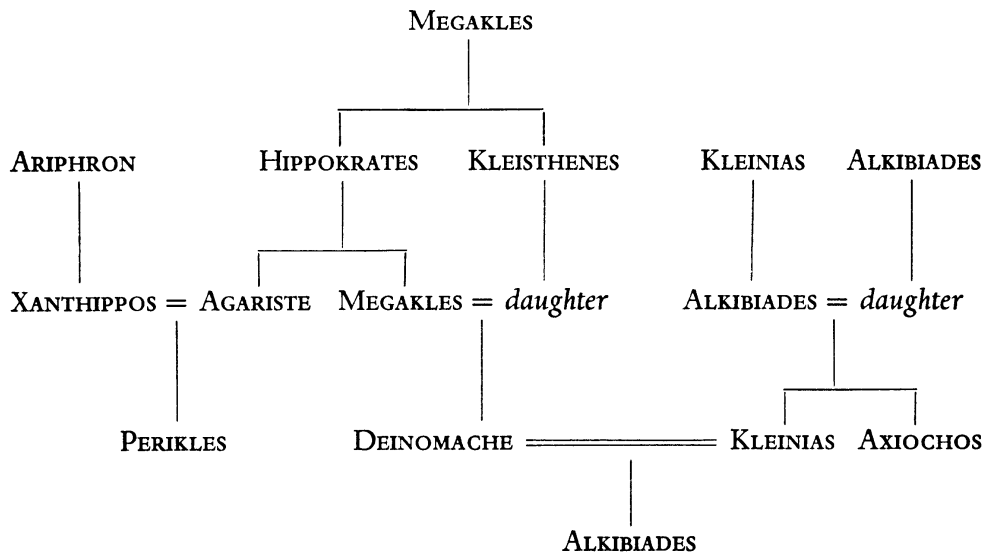 MEGAKLES
ARIPHRON HIPPOKRATES KLEISTHENES KLEINIAS ALKIBIADES
XANTHIPPOS = AGARISTE MEGAKLES = daughter ALKIBIADES = daughter
PERIKLES DEINOMACHE KLEINIAS AXIOCHOS
ALKIBIADES